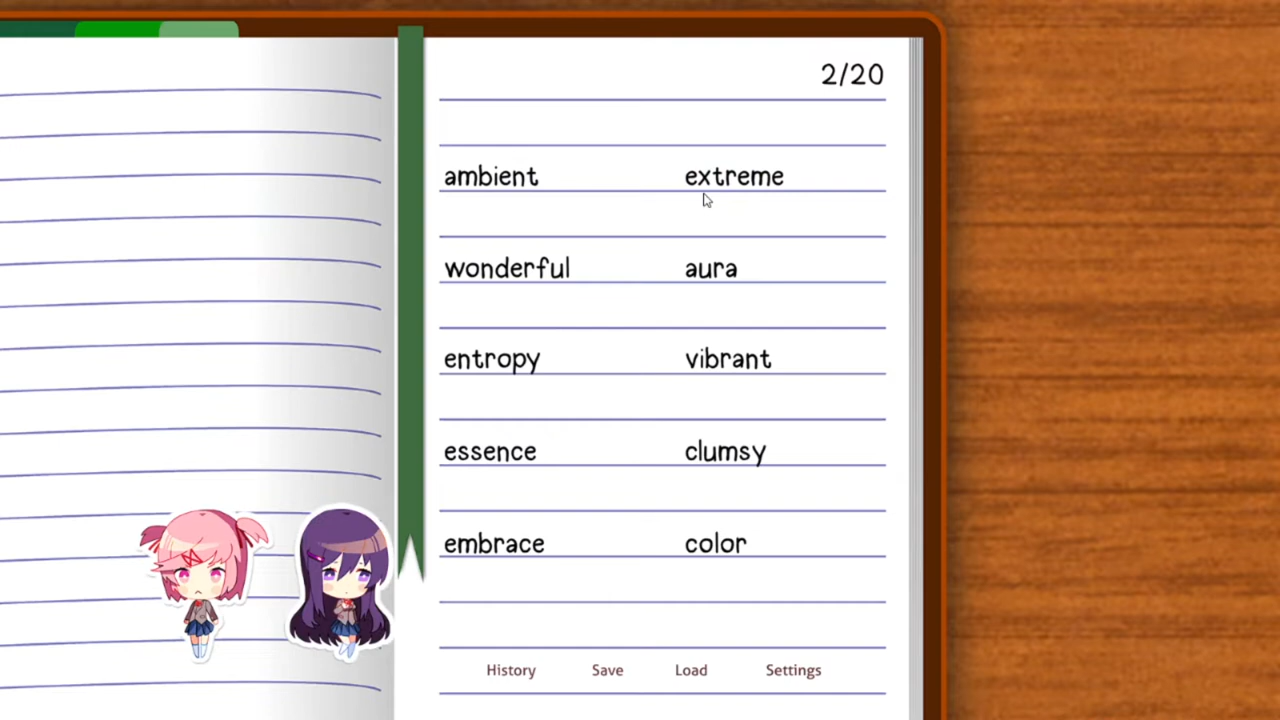 2/20
ambient extreme
wonderful aura
entropy vibrant
essence clumsy
embrace color
History Save Load Settings